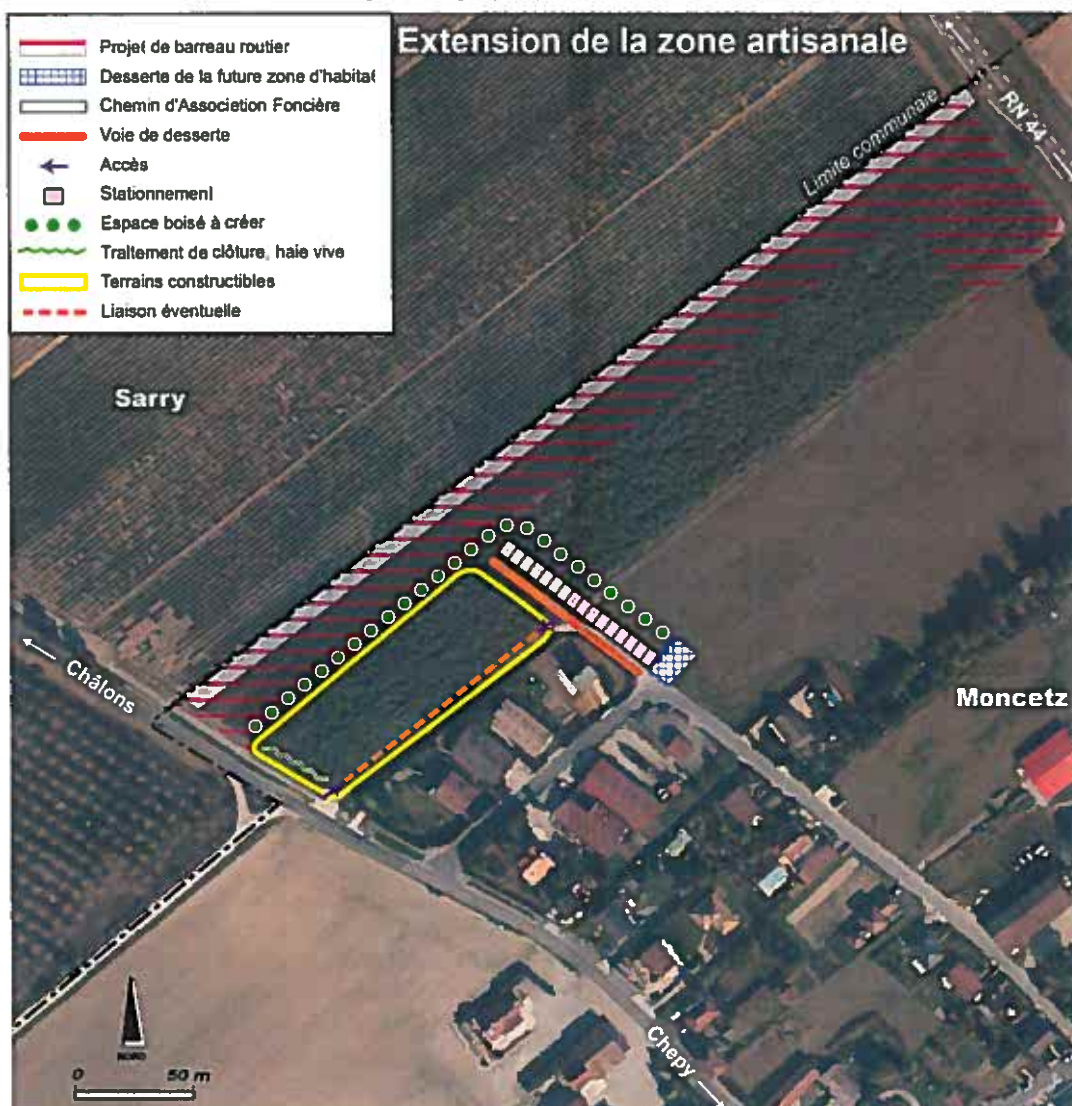 Extension de la zone artisanale
Projet de barreau routier
Desserte de la future zone d'habitat
Chemin d'Association Foncière
Voie de desserte
Accès
Stationnement
Espace boisé à créer
Traitement de clôture, haie vive
Terrains constructibles
Liaison éventuelle
RN 44
Limite communale
Sarry
Châlons
Moncetz
Chepy
NORD
0 50 m